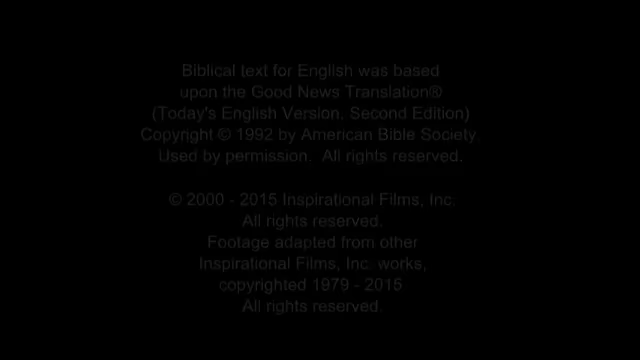 Biblical text for English was based
upon the Good News Translation®
(Today's English Version, Second Edition)
Copyright © 1992 by American Bible Society.
Used by permission. All rights reserved.
© 2000 - 2015 Inspirational Films, Inc.
All rights reserved.
Footage adapted from other
Inspirational Films, Inc. works,
copyrighted 1979 - 2015
All rights reserved.